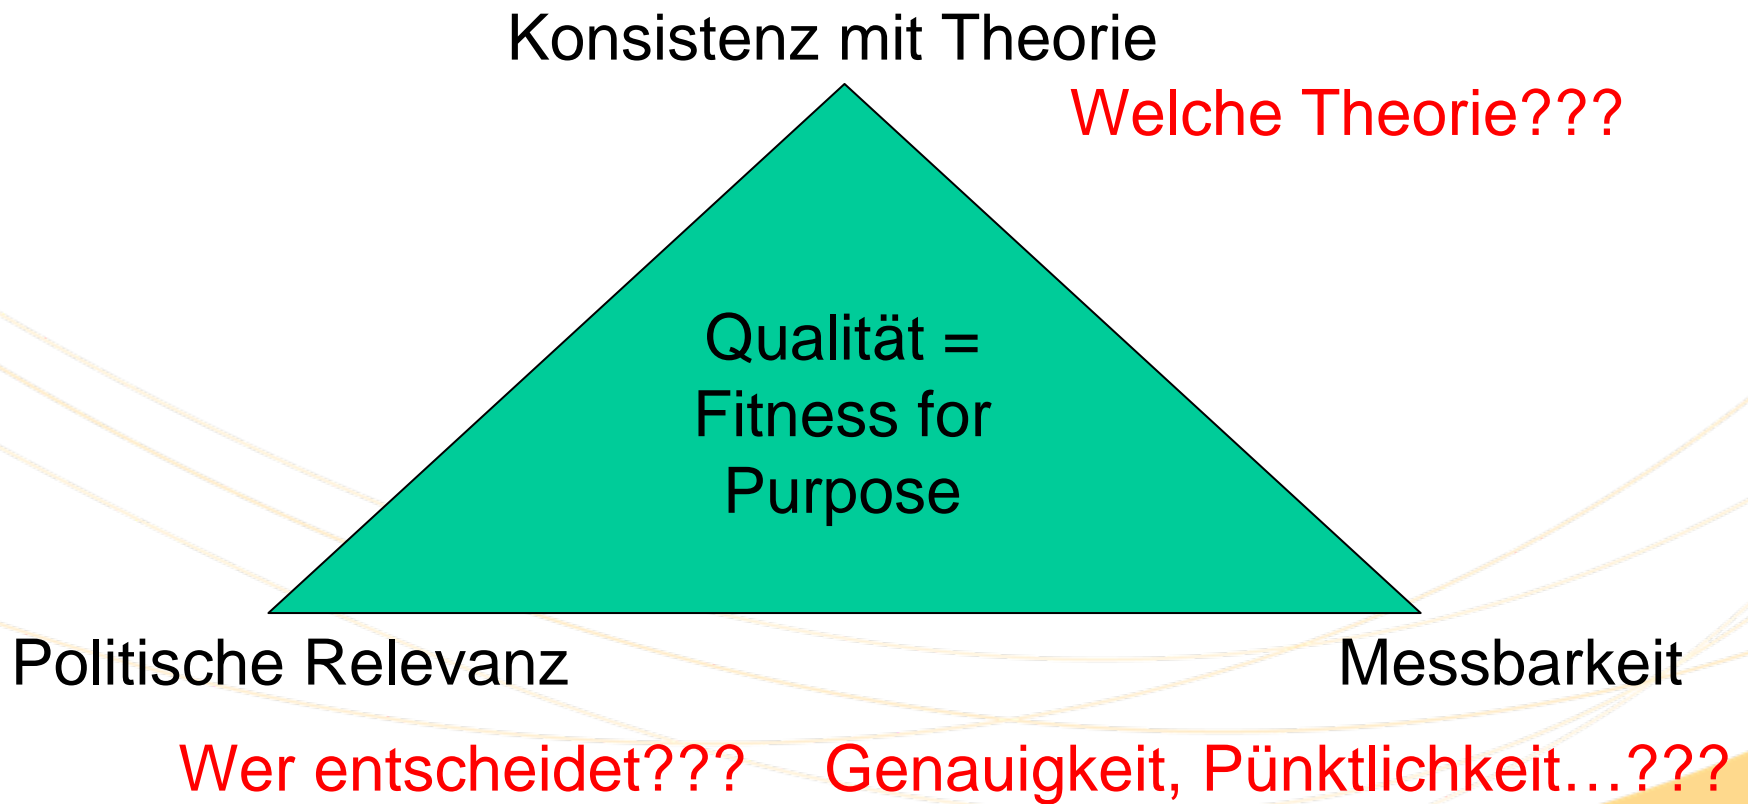 Konsistenz mit Theorie
Welche Theorie???
Qualität =
Fitness for
Purpose
Politische Relevanz
Messbarkeit
Wer entscheidet???
Genauigkeit, Pünktlichkeit…???